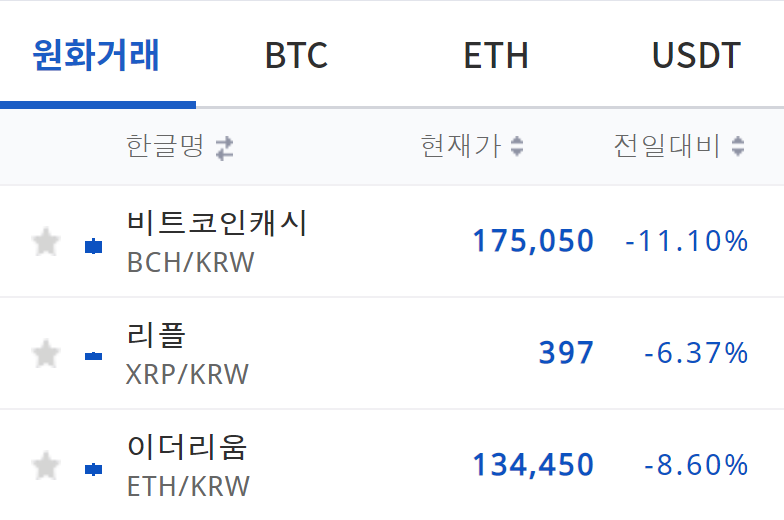 원화거래 BTC ETH USDT
한글명 현재가 전일대비
비트코인캐시
BCH/KRW
175,050 -11.10%
리플
XRP/KRW
397 -6.37%
이더리움
ETH/KRW
134,450 -8.60%